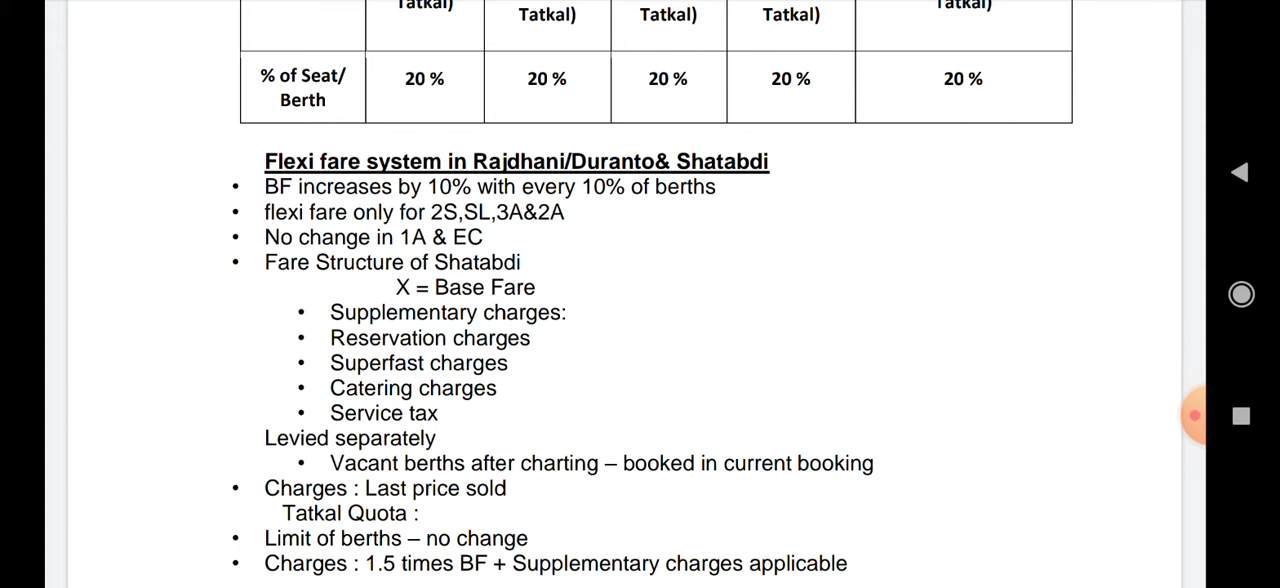 Tatkal)
Tatkal)
Tatkal)
Tatkal)
Tatkal)
% of Seat/
Berth
20 %
20 %
20 %
20 %
20 %
Flexi fare system in Rajdhani/Duranto& Shatabdi
• BF increases by 10% with every 10% of berths
• flexi fare only for 2S,SL,3A&2A
• No change in 1A & EC
• Fare Structure of Shatabdi
X = Base Fare
• Supplementary charges:
• Reservation charges
• Superfast charges
• Catering charges
• Service tax
Levied separately
• Vacant berths after charting – booked in current booking
• Charges : Last price sold
Tatkal Quota :
• Limit of berths – no change
• Charges : 1.5 times BF + Supplementary charges applicable